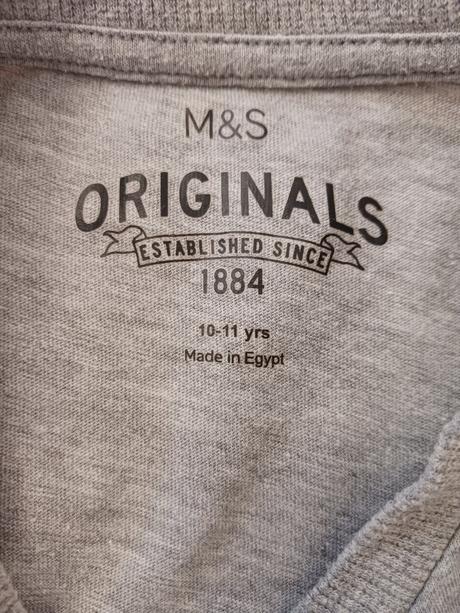 M&S
ORIGINALS
ESTABLISHED SINCE
1884
10-11 yrs
Made in Egypt